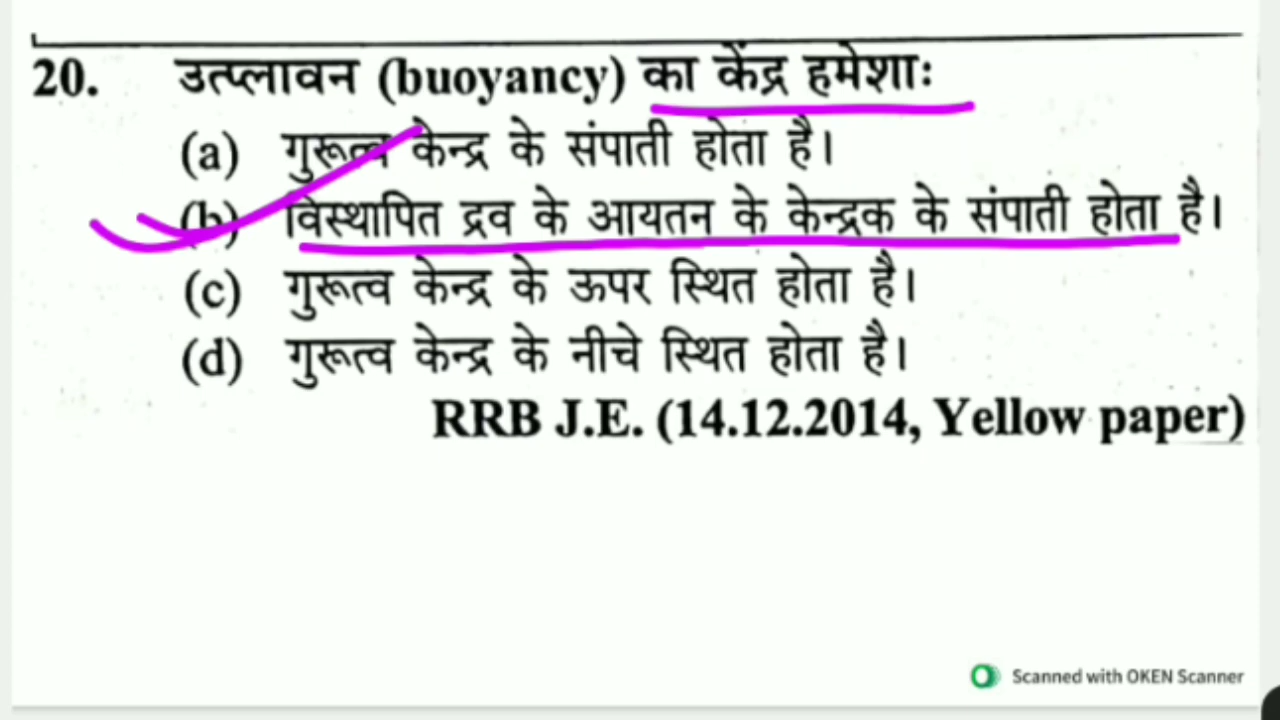 20. उत्प्लावन (buoyancy) का केंद्र हमेशाः
(a) गुरूत्व केन्द्र के संपाती होता है।
(b) विस्थापित द्रव के आयतन के केन्द्रक के संपाती होता है।
(c) गुरूत्व केन्द्र के ऊपर स्थित होता है।
(d) गुरूत्व केन्द्र के नीचे स्थित होता है।
RRB J.E. (14.12.2014, Yellow paper)
Scanned with OKEN Scanner